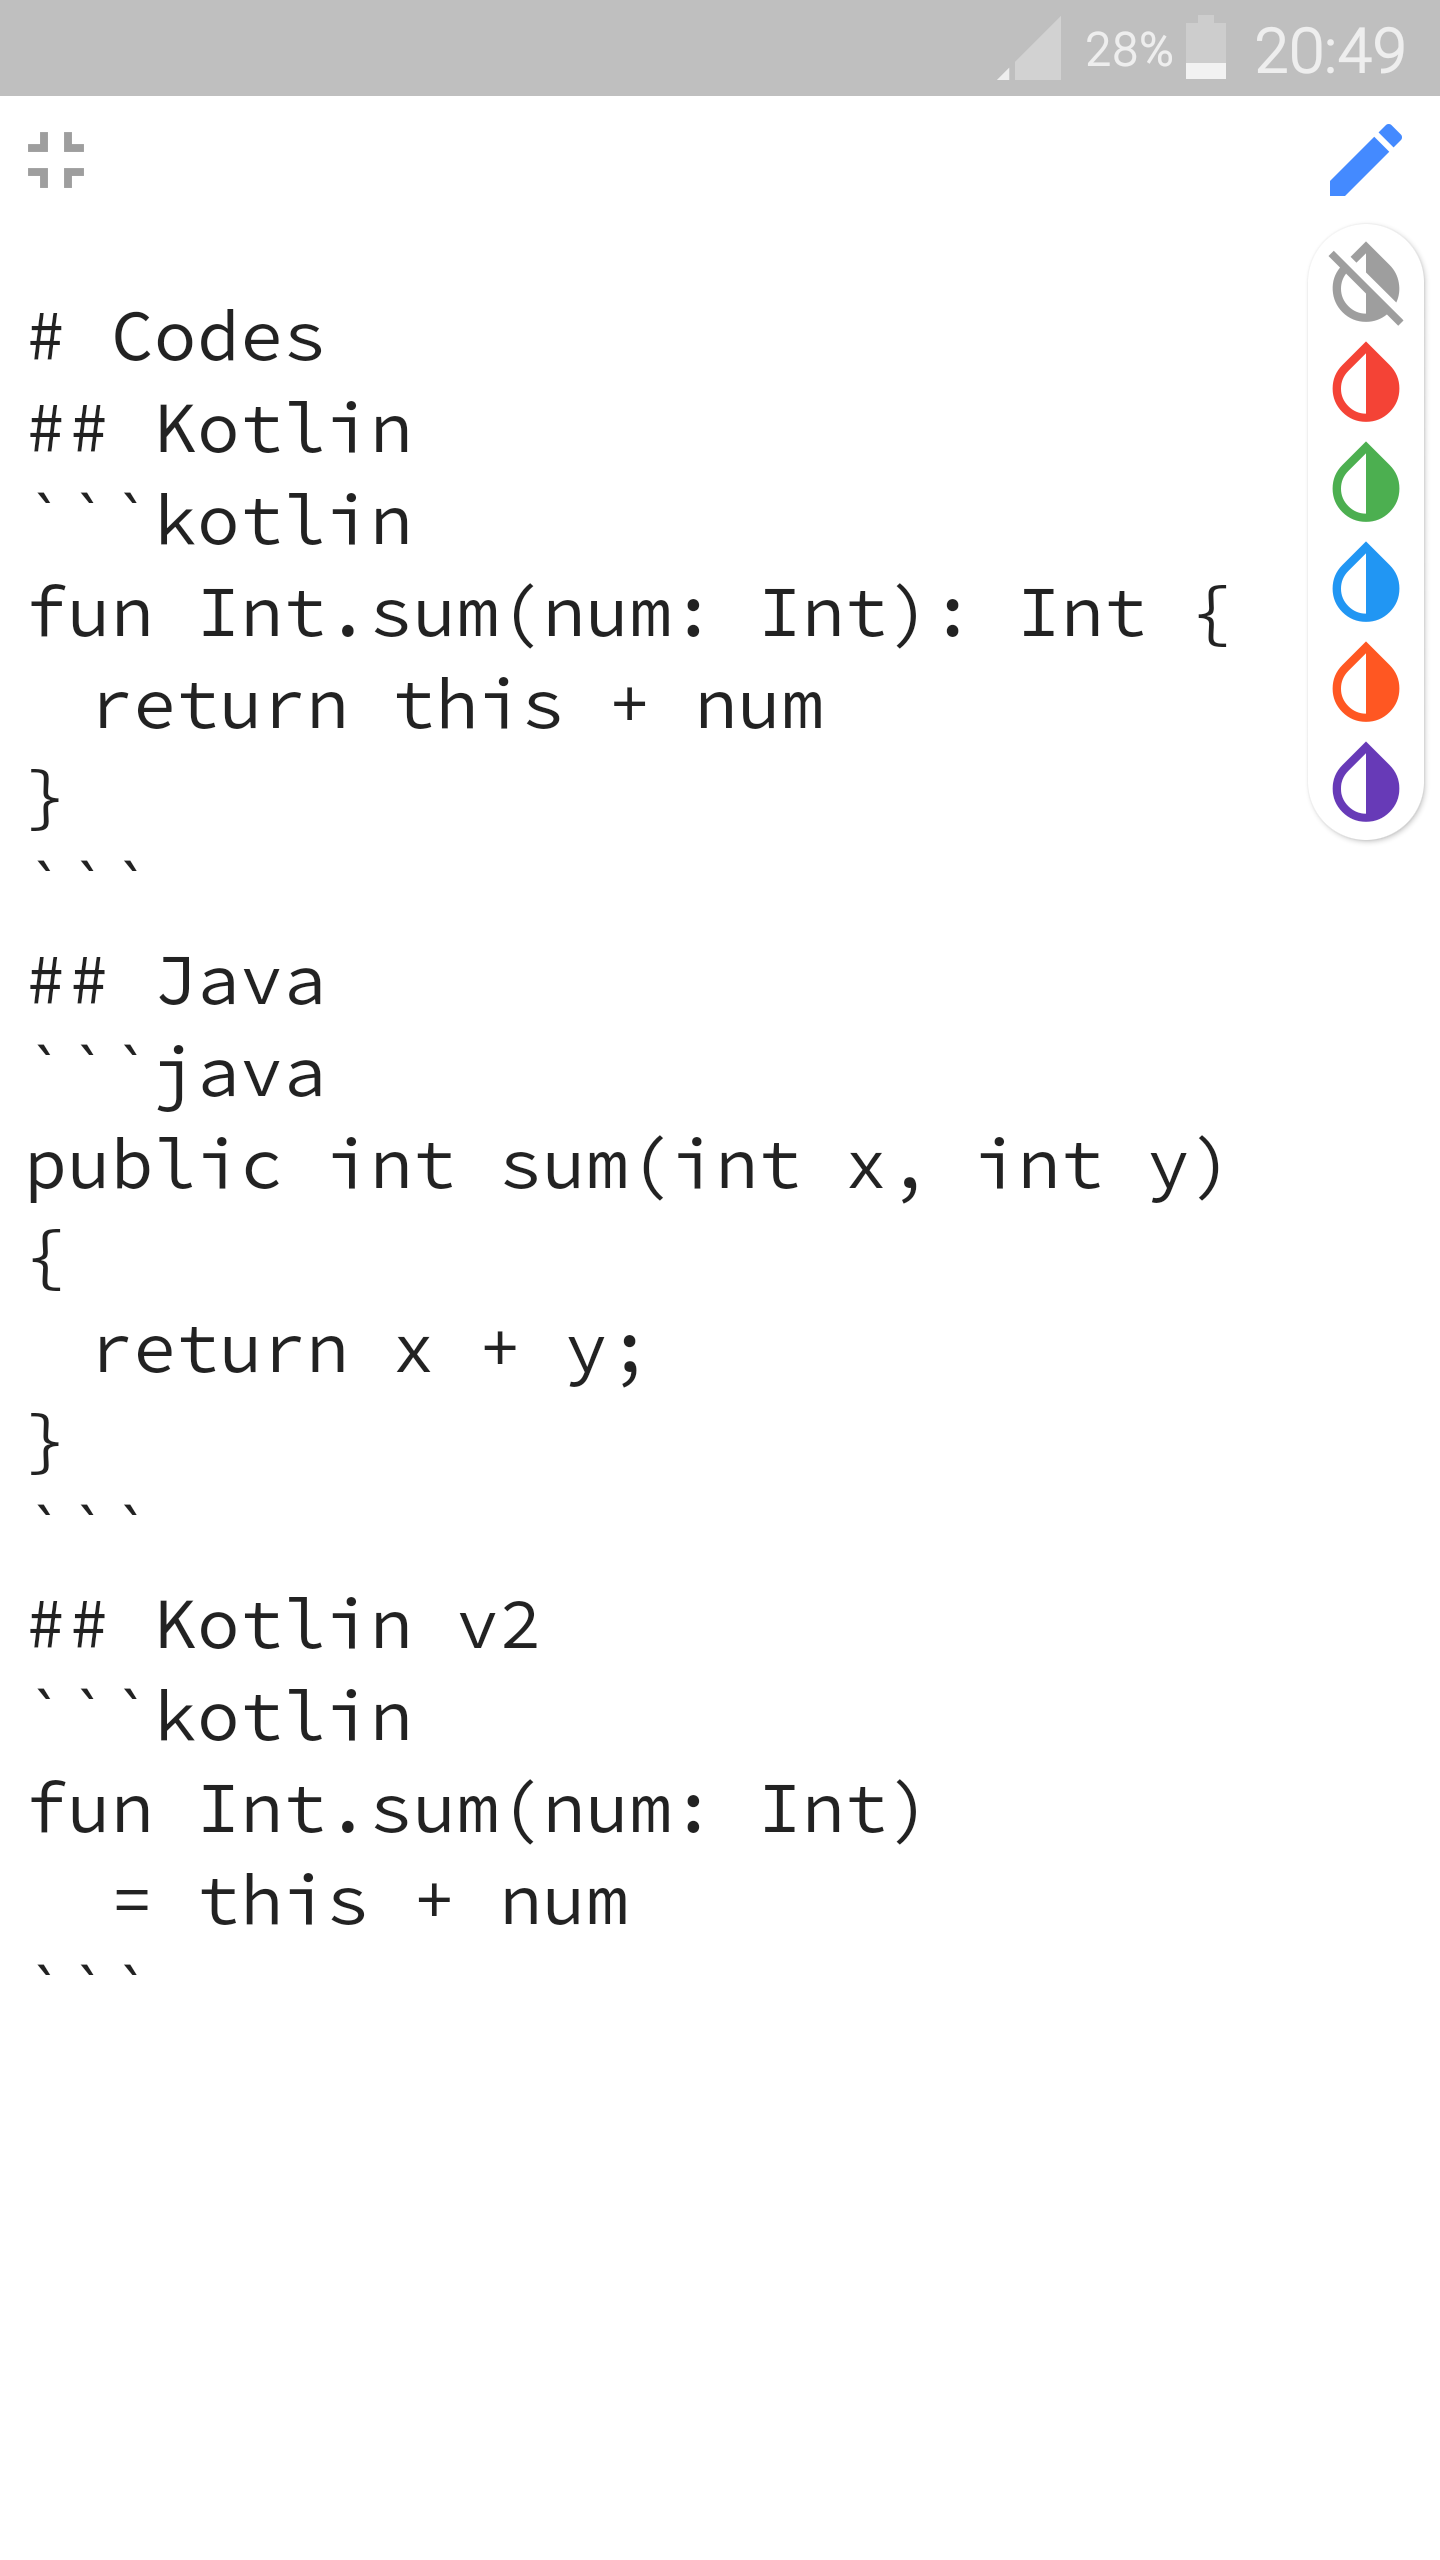 28% 20:49
# Codes
## Kotlin
```kotlin
fun Int.sum(num: Int): Int {
  return this + num
}
```
## Java
```java
public int sum(int x, int y)
{
  return x + y;
}
```
## Kotlin v2
```kotlin
fun Int.sum(num: Int)
  = this + num
```